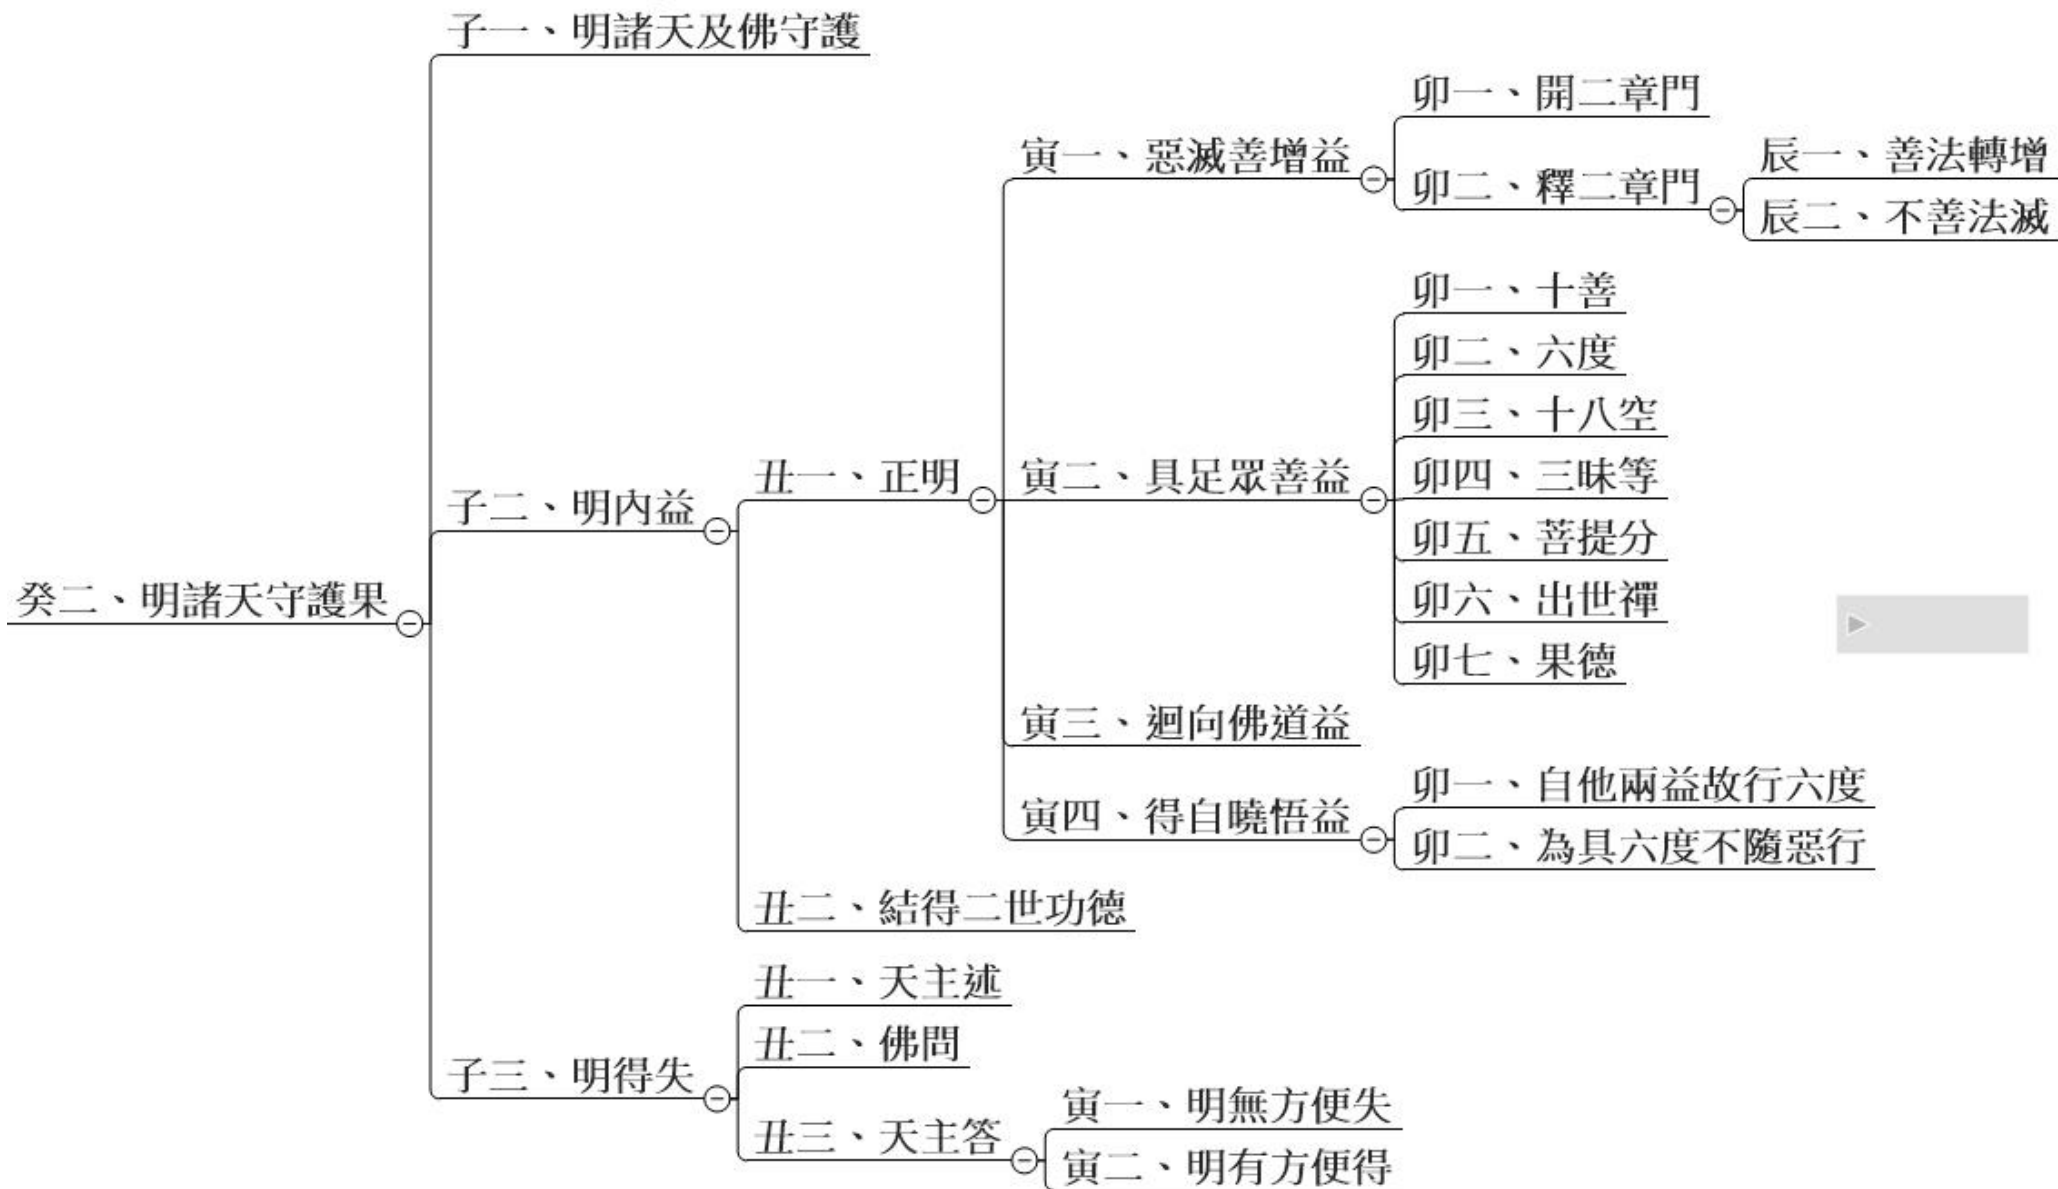 癸二、明諸天守護果
子一、明諸天及佛守護
子二、明內益
丑一、正明
寅一、惡滅善增益
卯一、開二章門
卯二、釋二章門
辰一、善法轉增
辰二、不善法滅
寅二、具足眾善益
卯一、十善
卯二、六度
卯三、十八空
卯四、三昧等
卯五、菩提分
卯六、出世禪
卯七、果德
寅三、迴向佛道益
寅四、得自曉悟益
卯一、自他兩益故行六度
卯二、為具六度不隨惡行
丑二、結得二世功德
子三、明得失
丑一、天主述
丑二、佛問
丑三、天主答
寅一、明無方便失
寅二、明有方便得